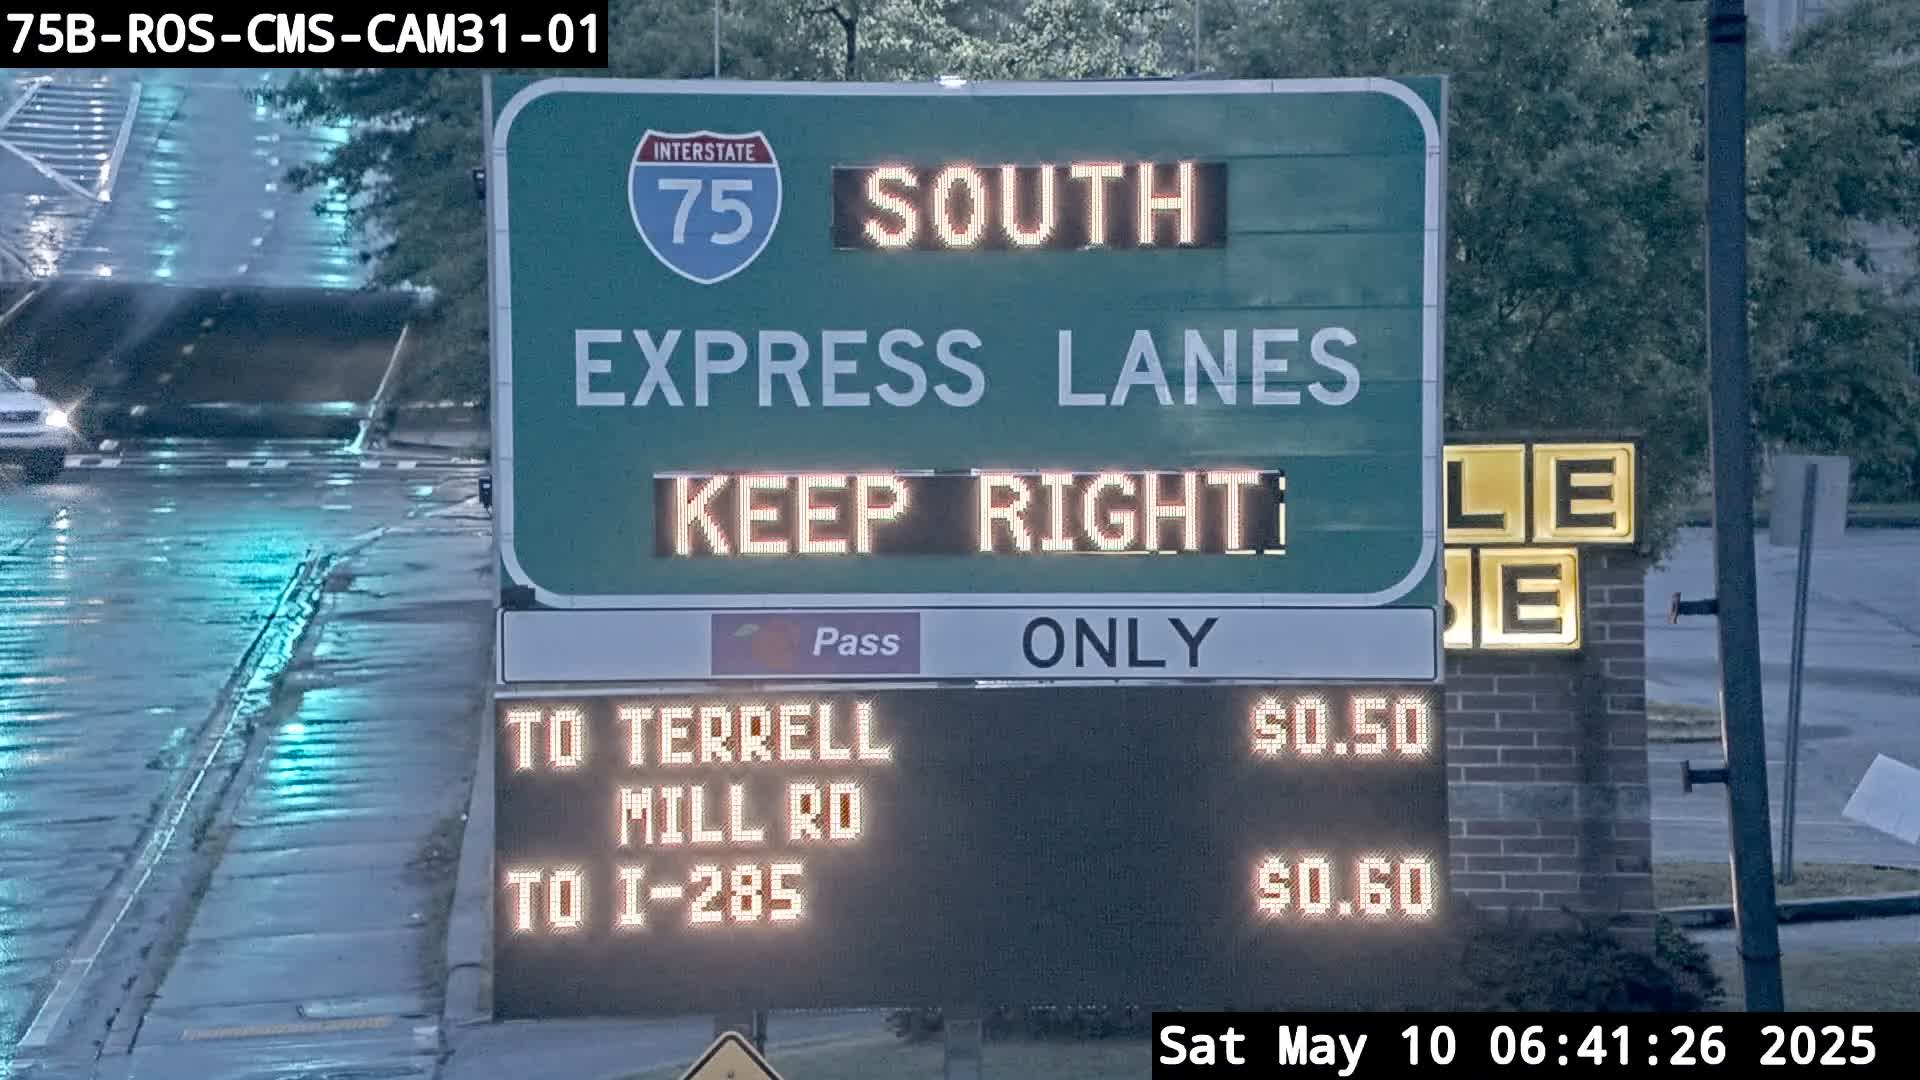 75B-ROS-CMS-CAM31-01
INTERSTATE
75
SOUTH
EXPRESS LANES
KEEP RIGHT
LE
E
Pass ONLY
TO TERRELL $0.50
MILL RD
TO I-285 $0.60
Sat May 10 06:41:26 2025